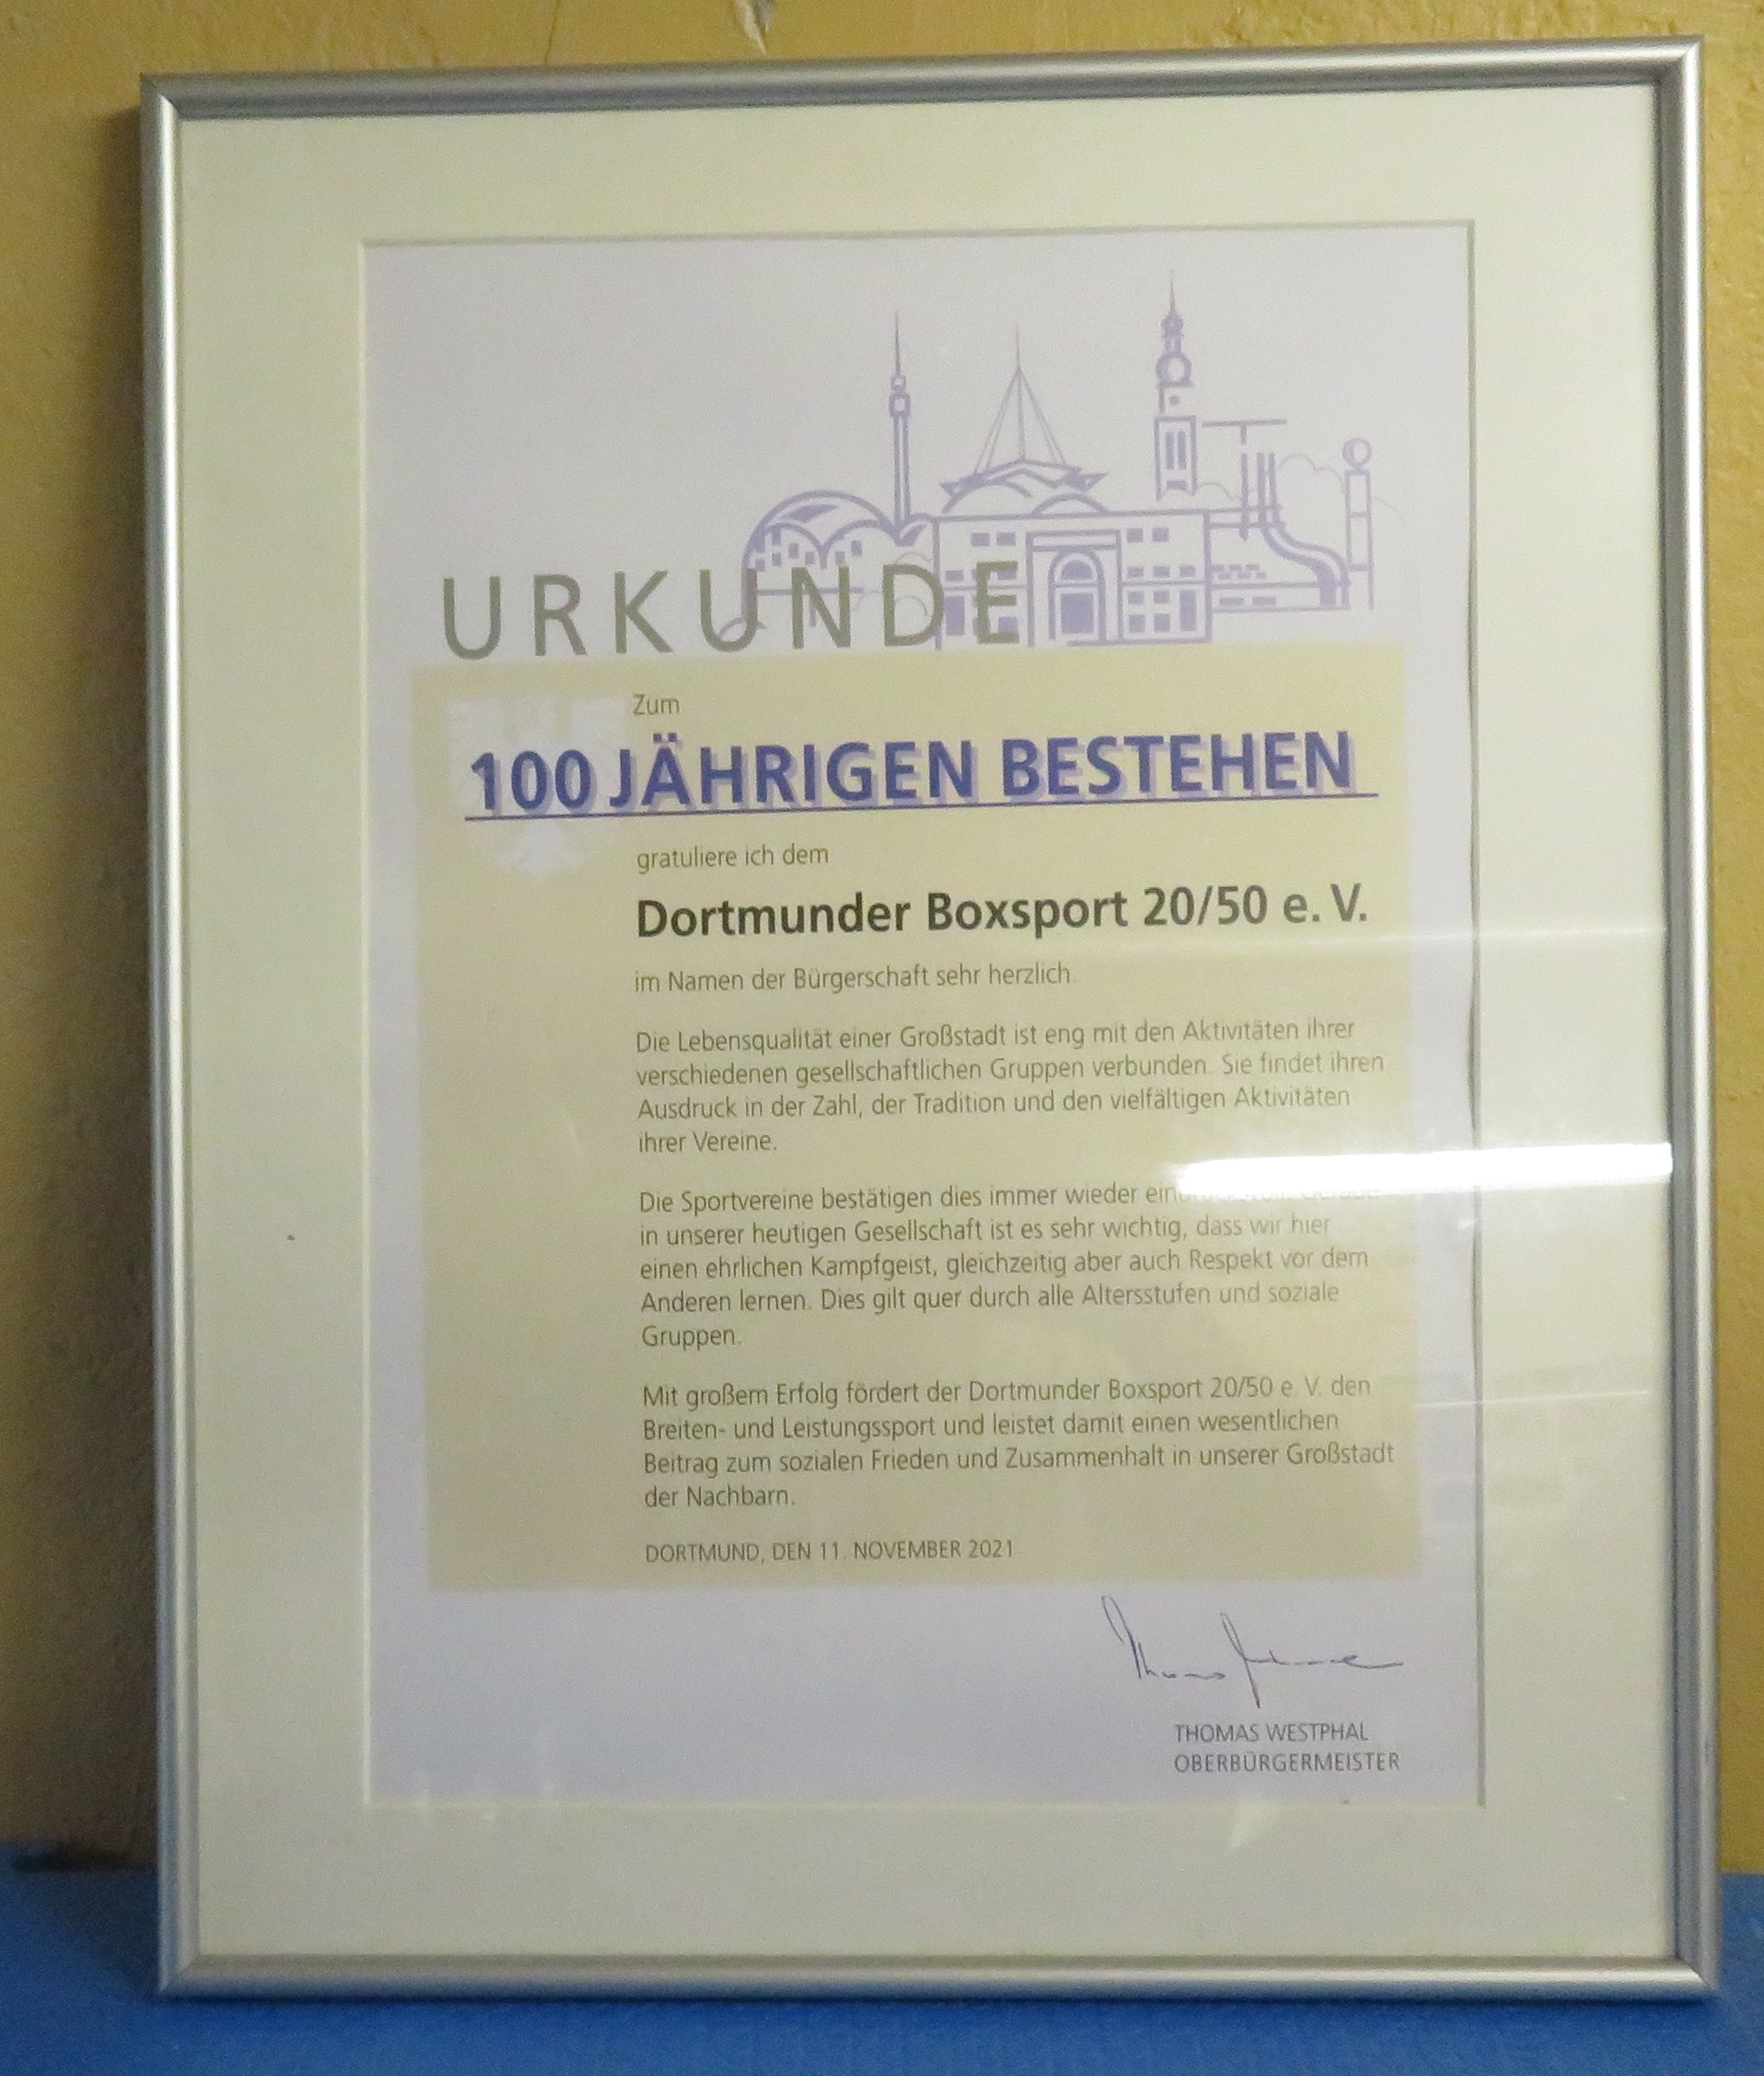 URKUNDE
Zum
100 JÄHRIGEN BESTEHEN
gratuliere ich dem
Dortmunder Boxsport 20/50 e. V.
im Namen der Bürgerschaft sehr herzlich.
Die Lebensqualität einer Großstadt ist eng mit den Aktivitäten ihrer
verschiedenen gesellschaftlichen Gruppen verbunden. Sie findet ihren
Ausdruck in der Zahl, der Tradition und den vielfältigen Aktivitäten
ihrer Vereine.
Die Sportvereine bestätigen dies immer wieder
in unserer heutigen Gesellschaft ist es sehr wichtig, dass wir hier
einen ehrlichen Kampfgeist, gleichzeitig aber auch Respekt vor dem
Anderen lernen. Dies gilt quer durch alle Altersstufen und soziale
Gruppen.
Mit großem Erfolg fördert der Dortmunder Boxsport 20/50 e. V. den
Breiten- und Leistungssport und leistet damit einen wesentlichen
Beitrag zum sozialen Frieden und Zusammenhalt in unserer Großstadt
der Nachbarn.
DORTMUND, DEN 11. NOVEMBER 2021
THOMAS WESTPHAL
OBERBÜRGERMEISTER